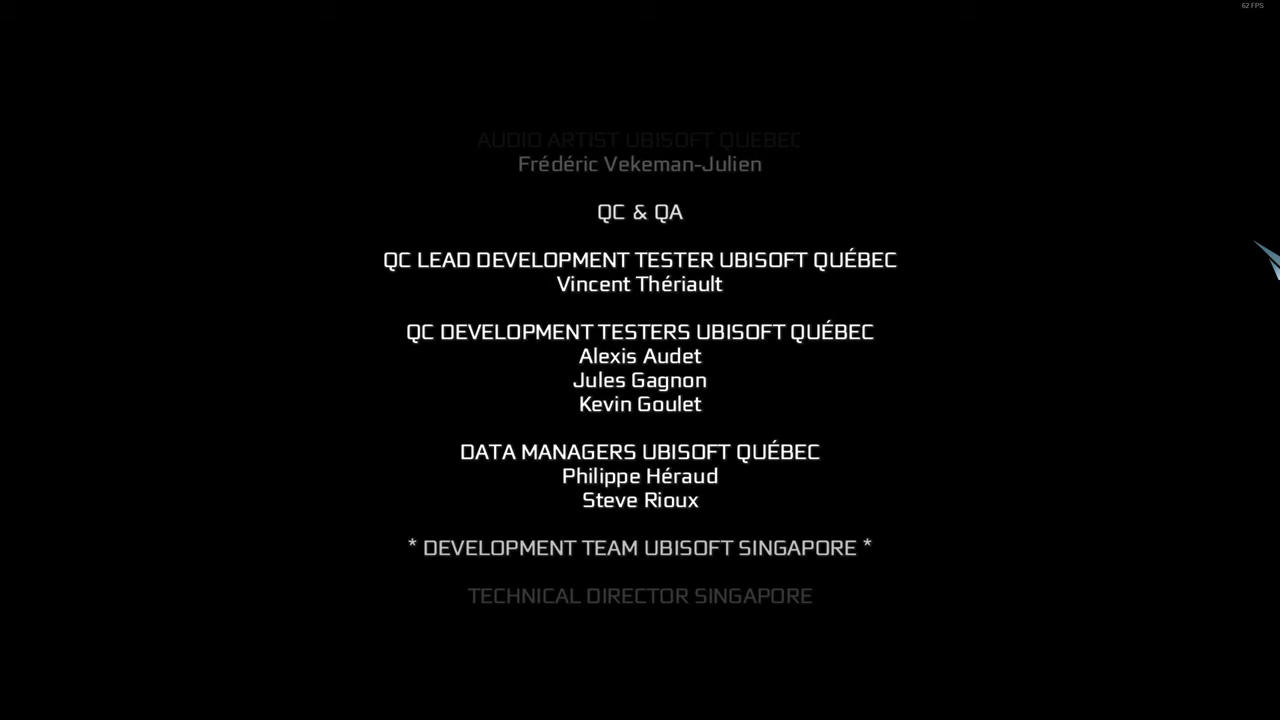 62 FPS
AUDIO ARTIST UBISOFT QUEBEC
Frédéric Vekeman-Julien
QC & QA
QC LEAD DEVELOPMENT TESTER UBISOFT QUÉBEC
Vincent Thériault
QC DEVELOPMENT TESTERS UBISOFT QUÉBEC
Alexis Audet
Jules Gagnon
Kevin Goulet
DATA MANAGERS UBISOFT QUÉBEC
Philippe Héraud
Steve Rioux
* DEVELOPMENT TEAM UBISOFT SINGAPORE *
TECHNICAL DIRECTOR SINGAPORE